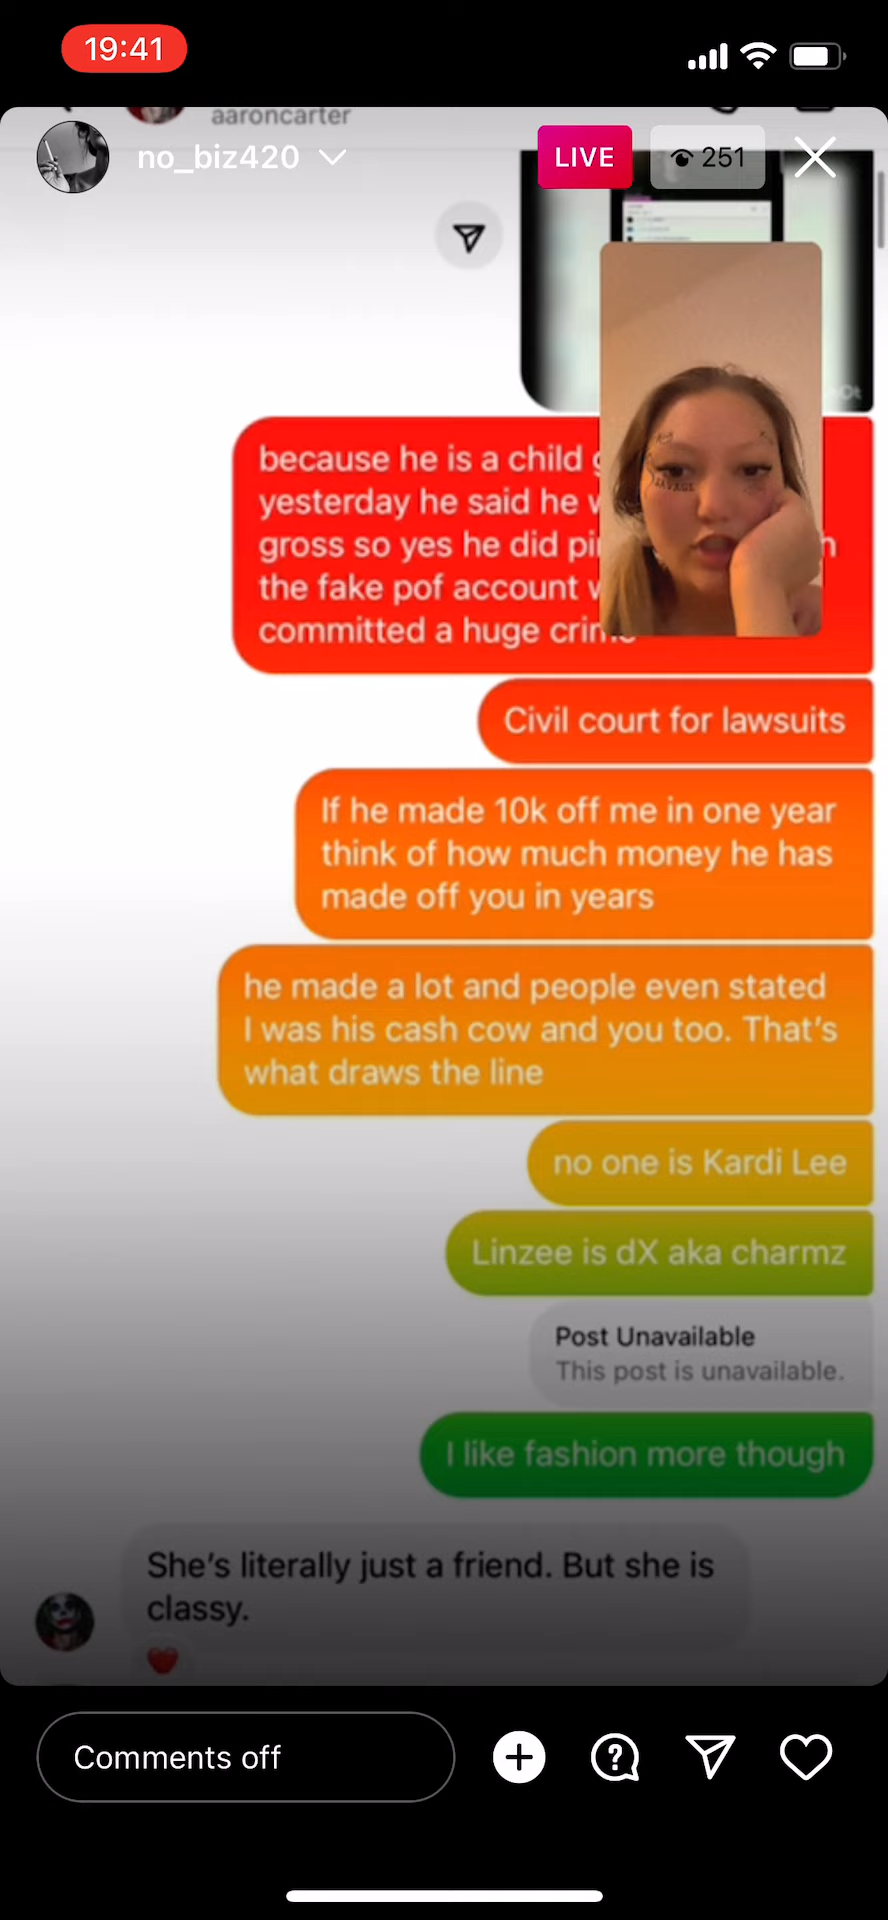 19:41
aaroncarter
no_biz420
LIVE
251
because he is a child
yesterday he said he
gross so yes he did
the fake pof account
committed a huge crime
Civil court for lawsuits
If he made 10k off me in one year
think of how much money he has
made off you in years
he made a lot and people even stated
I was his cash cow and you too. That's
what draws the line
no one is Kardi Lee
Linzee is dX aka charmz
Post Unavailable
This post is unavailable.
I like fashion more though
She's literally just a friend. But she is
classy.
Comments off